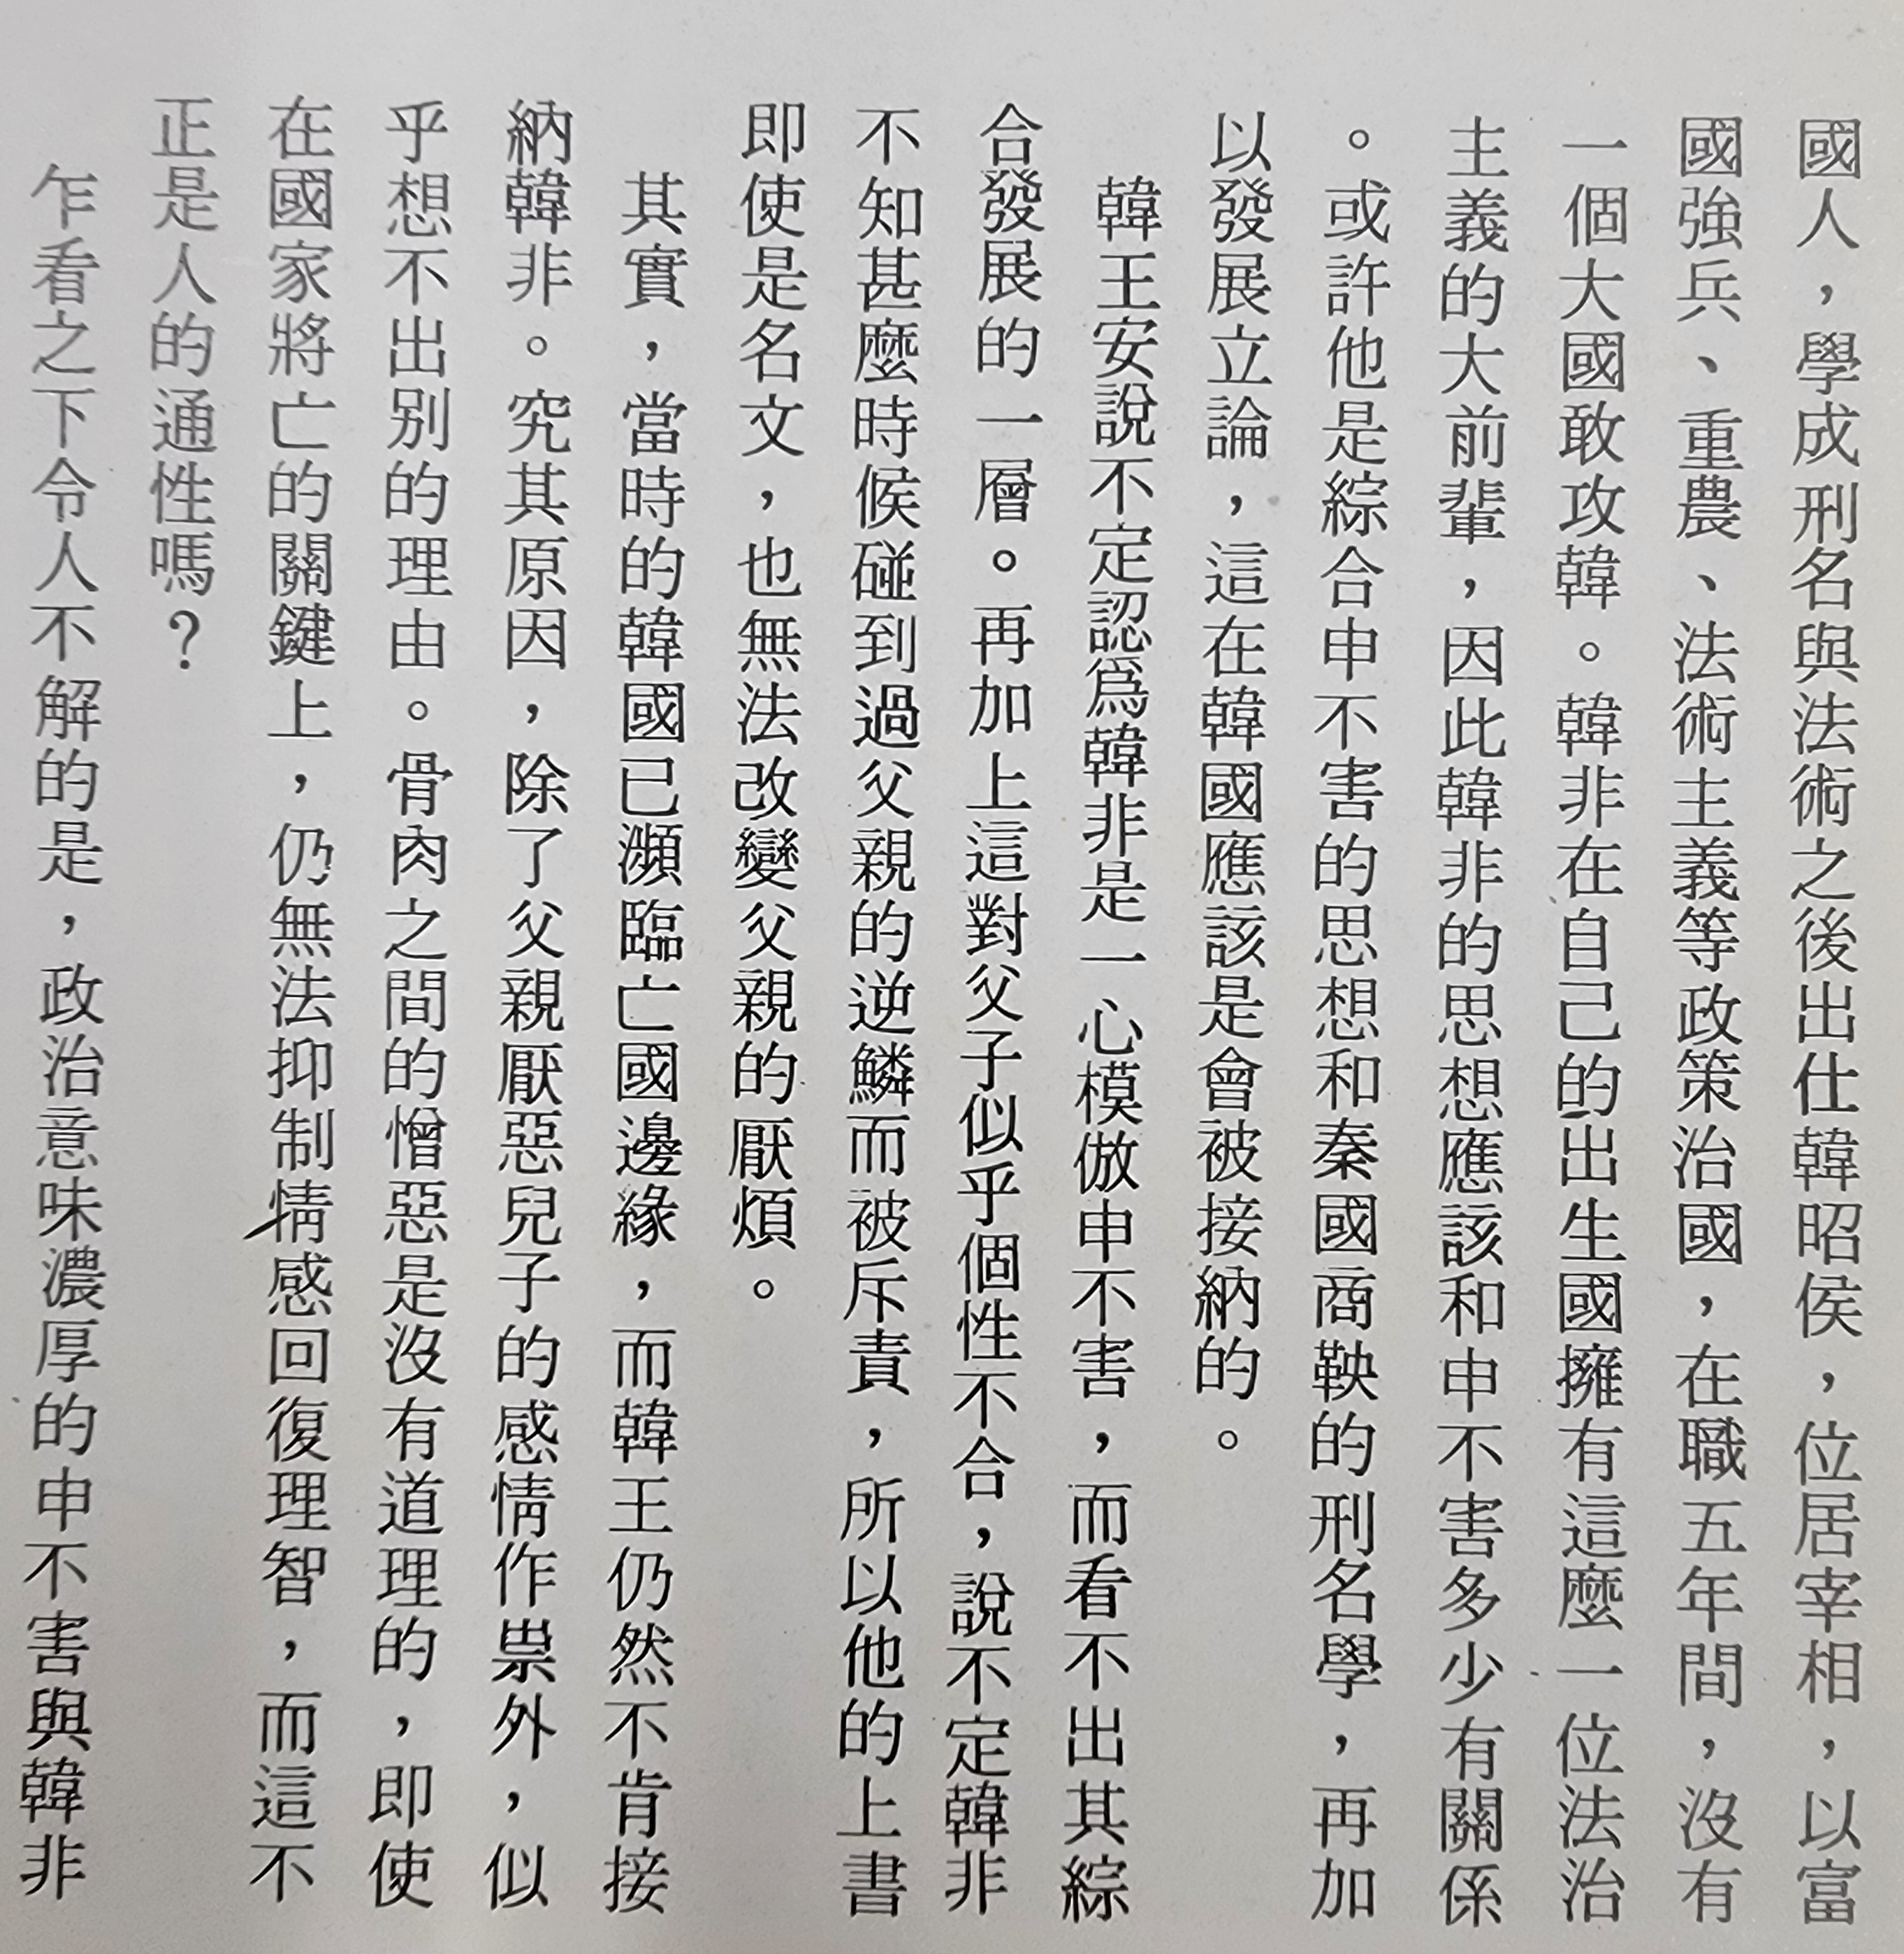 國人，學成刑名與法術之後出仕韓昭侯，位居宰相，以富
國強兵、重農、法術主義等政策治國，在職五年間，沒有
一個大國敢攻韓。韓非在自己的出生國擁有這麼一位法治
主義的大前輩，因此韓非的思想應該和申不害多少有關係
。或許他是綜合申不害的思想和秦國商鞅的刑名學，再加
以發展立論，這在韓國應該是會被接納的。
韓王安說不定認爲韓非是一心模倣申不害，而看不出其綜
合發展的一層。再加上這對父子似乎個性不合，說不定韓非
不知甚麼時候碰到過父親的逆鱗而被斥責，所以他的上書
即使是名文，也無法改變父親的厭煩。
其實，當時的韓國已瀕臨亡國邊緣，而韓王仍然不肯接
納韓非。究其原因，除了父親厭惡兒子的感情作祟外，似
乎想不出別的理由。骨肉之間的憎惡是沒有道理的，即使
在國家將亡的關鍵上，仍無法抑制情感回復理智，而這不
正是人的通性嗎？
乍看之下令人不解的是，政治意味濃厚的申不害與韓非